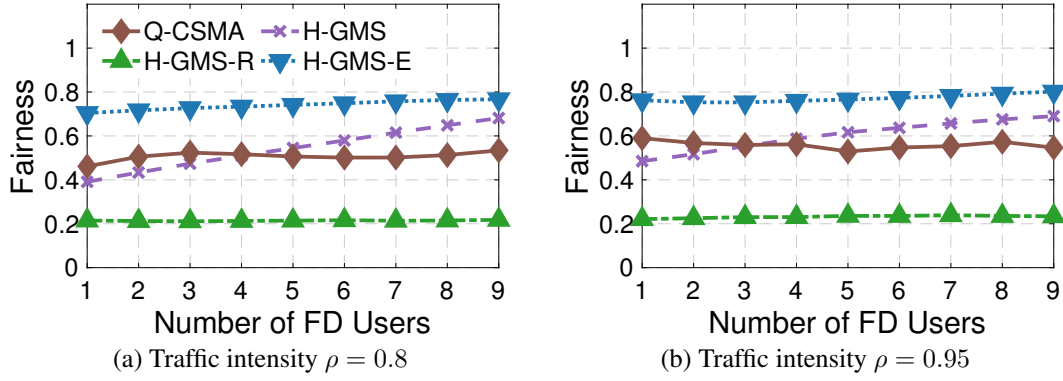 Q-CSMA
H-GMS
H-GMS-R
H-GMS-E
Fairness
1
0.8
0.6
0.4
0.2
0
1 2 3 4 5 6 7 8 9
Number of FD Users
(a) Traffic intensity ρ = 0.8
Fairness
1
0.8
0.6
0.4
0.2
0
1 2 3 4 5 6 7 8 9
Number of FD Users
(b) Traffic intensity ρ = 0.95